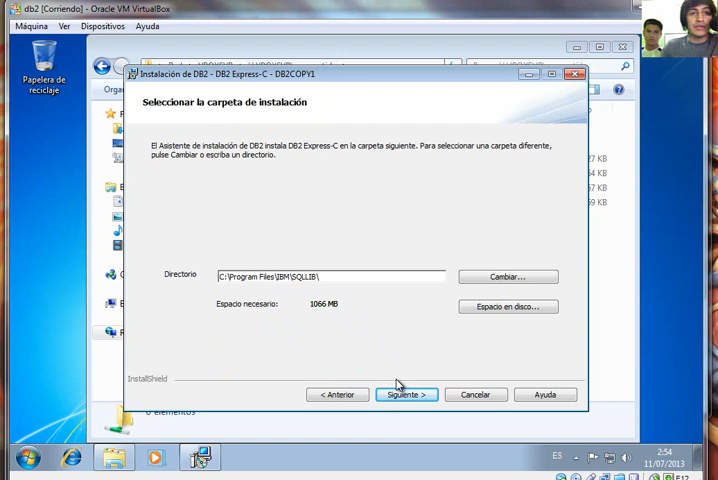 db2 [Corriendo] - Oracle VM VirtualBox
Máquina Ver Dispositivos Ayuda
Papelera de
reciclaje
Organ
Instalación de DB2 - DB2 Express-C - DB2COPY1
Seleccionar la carpeta de instalación
El Asistente de instalación de DB2 instala DB2 Express-C en la carpeta siguiente. Para seleccionar una carpeta diferente,
pulse Cambiar o escriba un directorio.
27 KB
64 KB
67 KB
69 KB
Directorio C:\Program Files\IBM\SQLLIB\ Cambiar...
Espacio necesario: 1066 MB Espacio en disco...
InstallShield
< Anterior Siguiente > Cancelar Ayuda
6 elementos
ES 2:54
11/07/2013